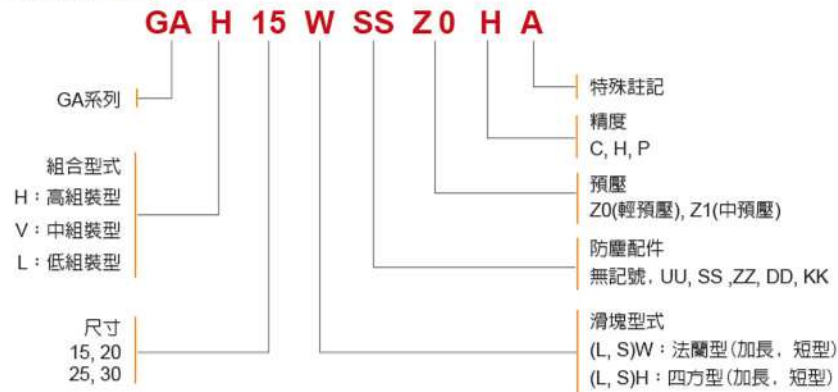 GA H 15 W SS Z0 H A
GA系列
組合型式
H：高組裝型
V：中組裝型
L：低組裝型
尺寸
15, 20
25, 30
特殊註記
精度
C, H, P
預壓
Z0(輕預壓), Z1(中預壓)
防塵配件
無記號，UU, SS ,ZZ, DD, KK
滑塊型式
(L, S)W：法蘭型(加長，短型)
(L, S)H：四方型(加長，短型)